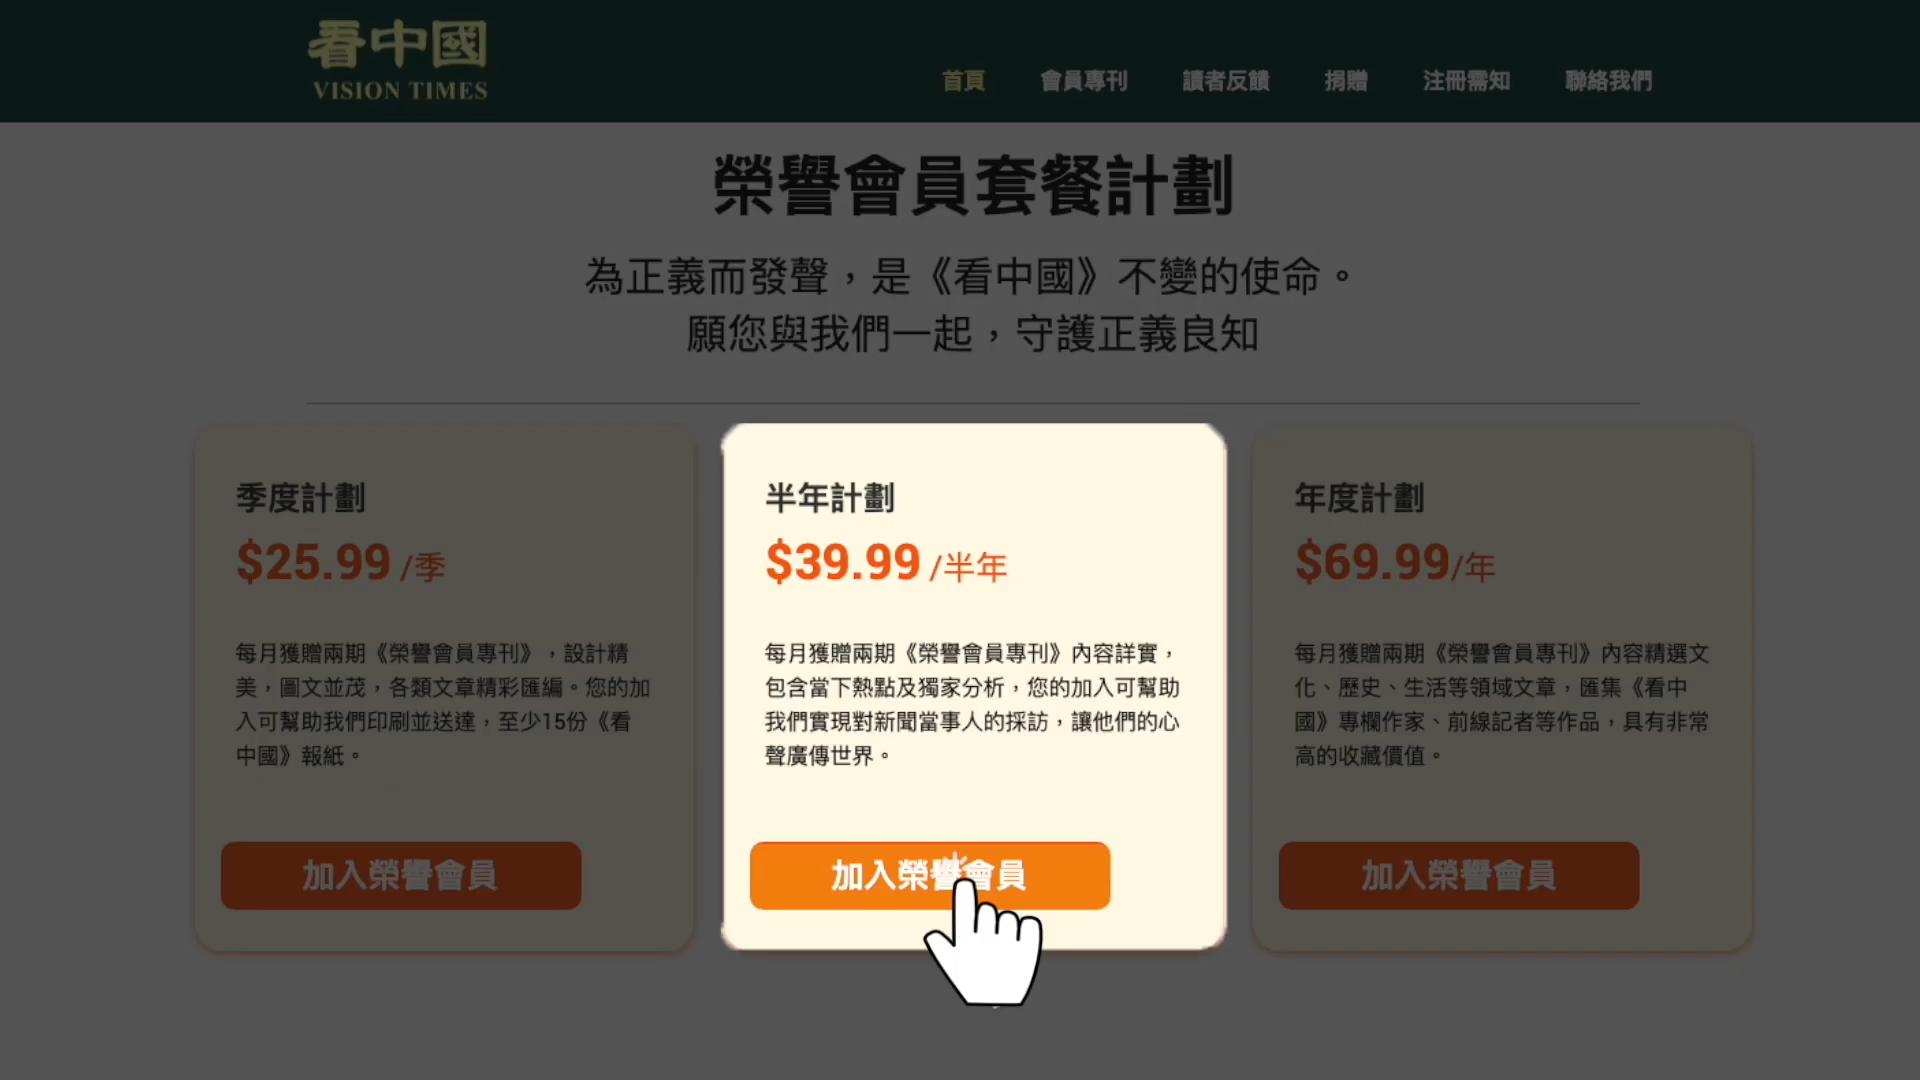 看中國
VISION TIMES
首頁 會員專刊 讀者反饋 捐贈 注冊需知 聯絡我們
榮譽會員套餐計劃
為正義而發聲，是《看中國》不變的使命。
願您與我們一起，守護正義良知
季度計劃
$25.99 /季
每月獲贈兩期《榮譽會員專刊》，設計精
美，圖文並茂，各類文章精彩匯編。您的加
入可幫助我們印刷並送達，至少15份《看
中國》報紙。
加入榮譽會員
半年計劃
$39.99 /半年
每月獲贈兩期《榮譽會員專刊》內容詳實，
包含當下熱點及獨家分析，您的加入可幫助
我們實現對新聞當事人的採訪，讓他們的心
聲廣傳世界。
加入榮譽會員
年度計劃
$69.99/年
每月獲贈兩期《榮譽會員專刊》內容精選文
化、歷史、生活等領域文章，匯集《看中
國》專欄作家、前線記者等作品，具有非常
高的收藏價值。
加入榮譽會員